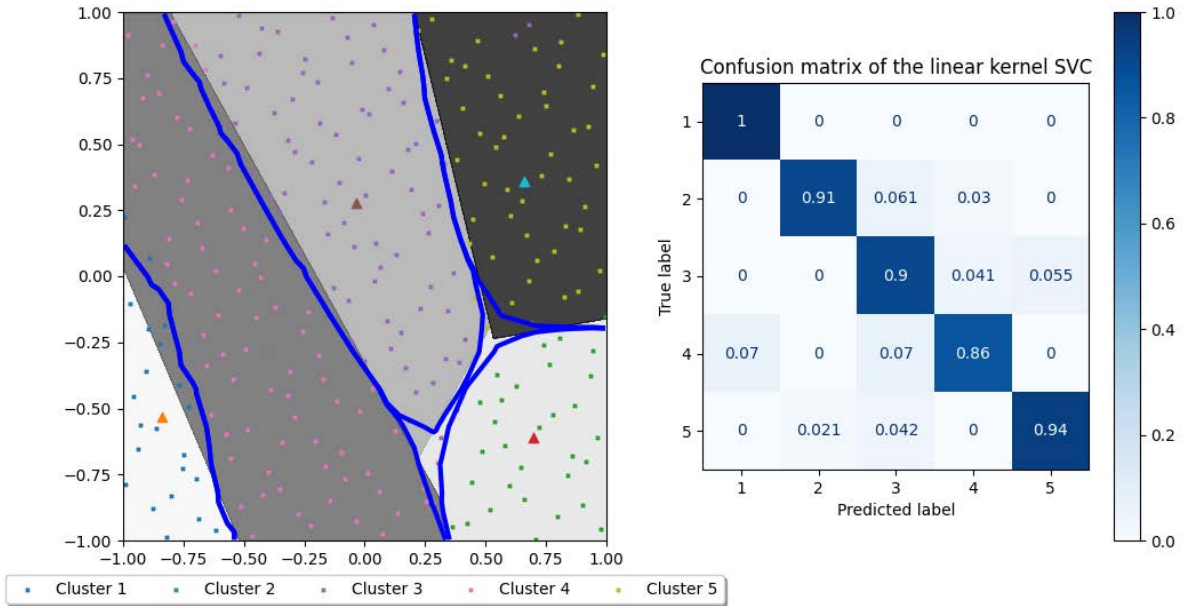 1.00
0.75
0.50
0.25
0.00
−0.25
−0.50
−0.75
−1.00
−1.00 −0.75 −0.50 −0.25 0.00 0.25 0.50 0.75 1.00
Cluster 1 Cluster 2 Cluster 3 Cluster 4 Cluster 5
Confusion matrix of the linear kernel SVC
True label
1 1 0 0 0 0
2 0 0.91 0.061 0.03 0
3 0 0 0.9 0.041 0.055
4 0.07 0 0.07 0.86 0
5 0 0.021 0.042 0 0.94
1 2 3 4 5
Predicted label
1.0
0.8
0.6
0.4
0.2
0.0